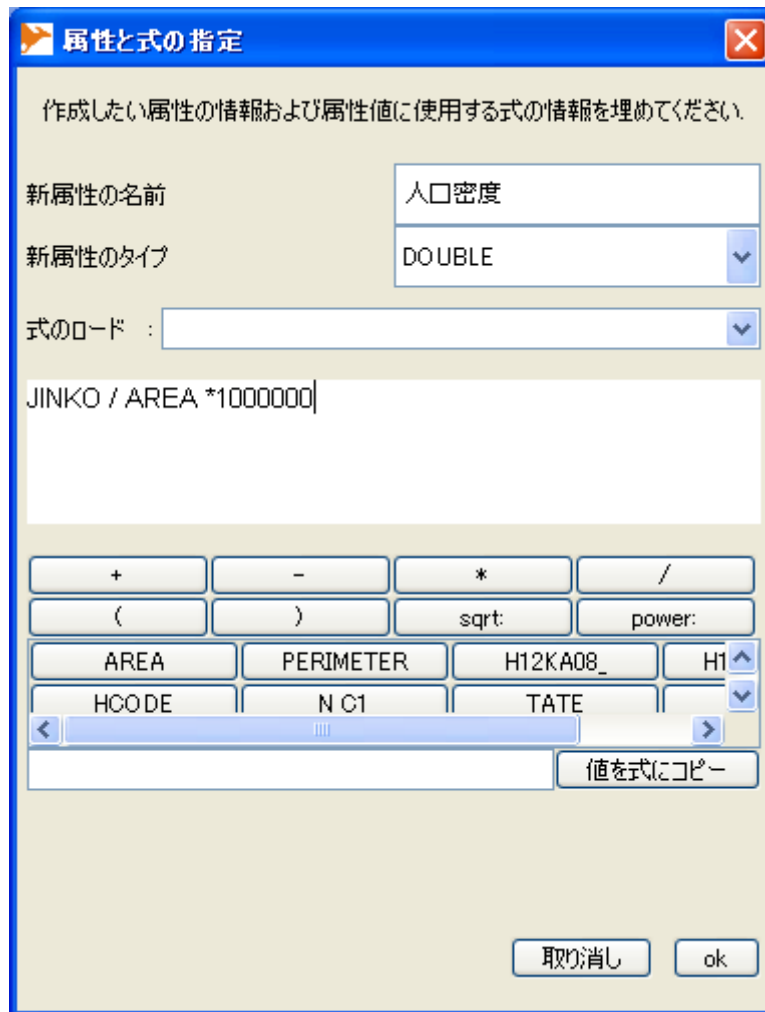 属性と式の指定
作成したい属性の情報および属性値に使用する式の情報を埋めてください.
新属性の名前 人口密度
新属性のタイプ DOUBLE
式のロード :
JINKO / AREA *1000000
+ - * /
( ) sqrt: power:
AREA PERIMETER H12KA08_ H1
HCODE N C1 TATE
値を式にコピー
取り消し ok